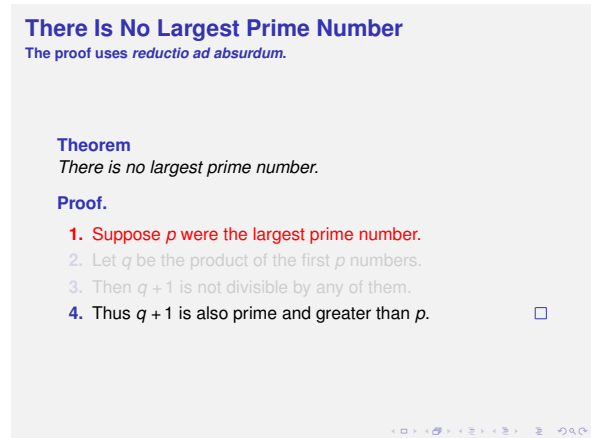 There Is No Largest Prime Number
The proof uses reductio ad absurdum.
Theorem
There is no largest prime number.
Proof.
1. Suppose p were the largest prime number.
2. Let q be the product of the first p numbers.
3. Then q + 1 is not divisible by any of them.
4. Thus q + 1 is also prime and greater than p.